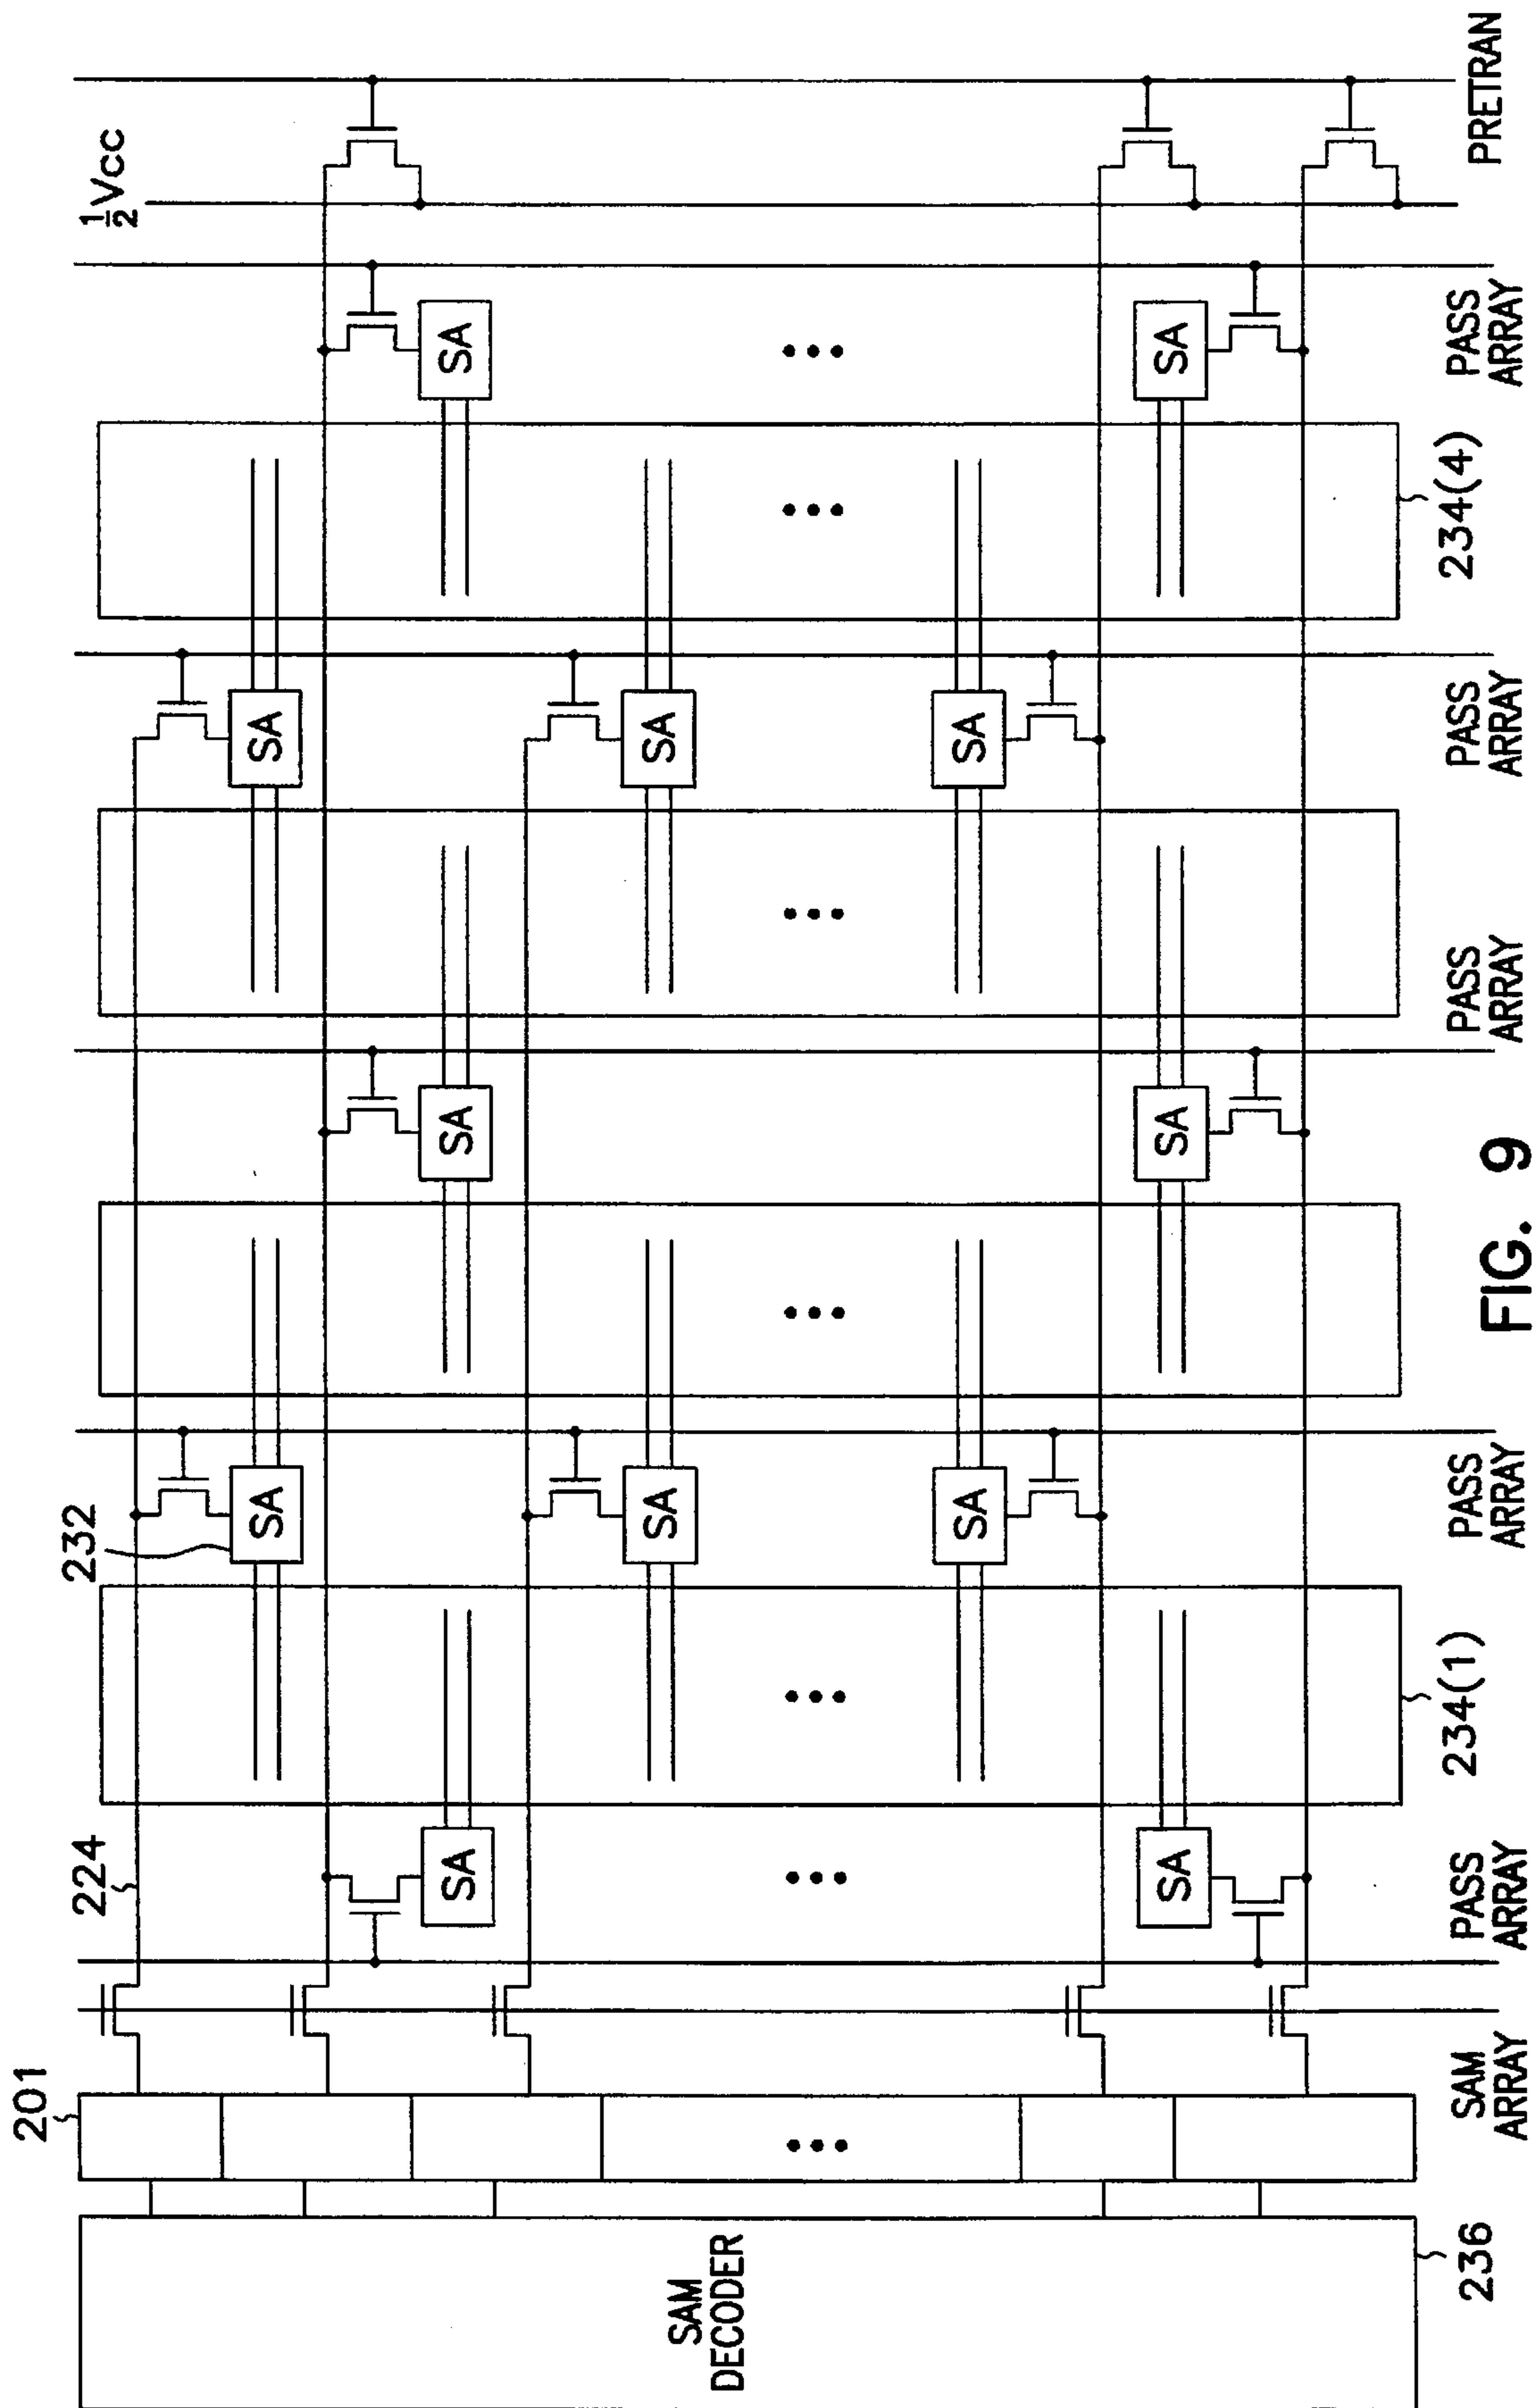 201
224
232
½Vcc
SA
SA
SA
SA
SA
SA
SA
SA
SA
SA
SA
SA
SAM
DECODER
236
SAM
ARRAY
PASS
ARRAY
234(1)
PASS
ARRAY
PASS
ARRAY
PASS
ARRAY
234(4)
PASS
ARRAY
PRETRAN
FIG. 9